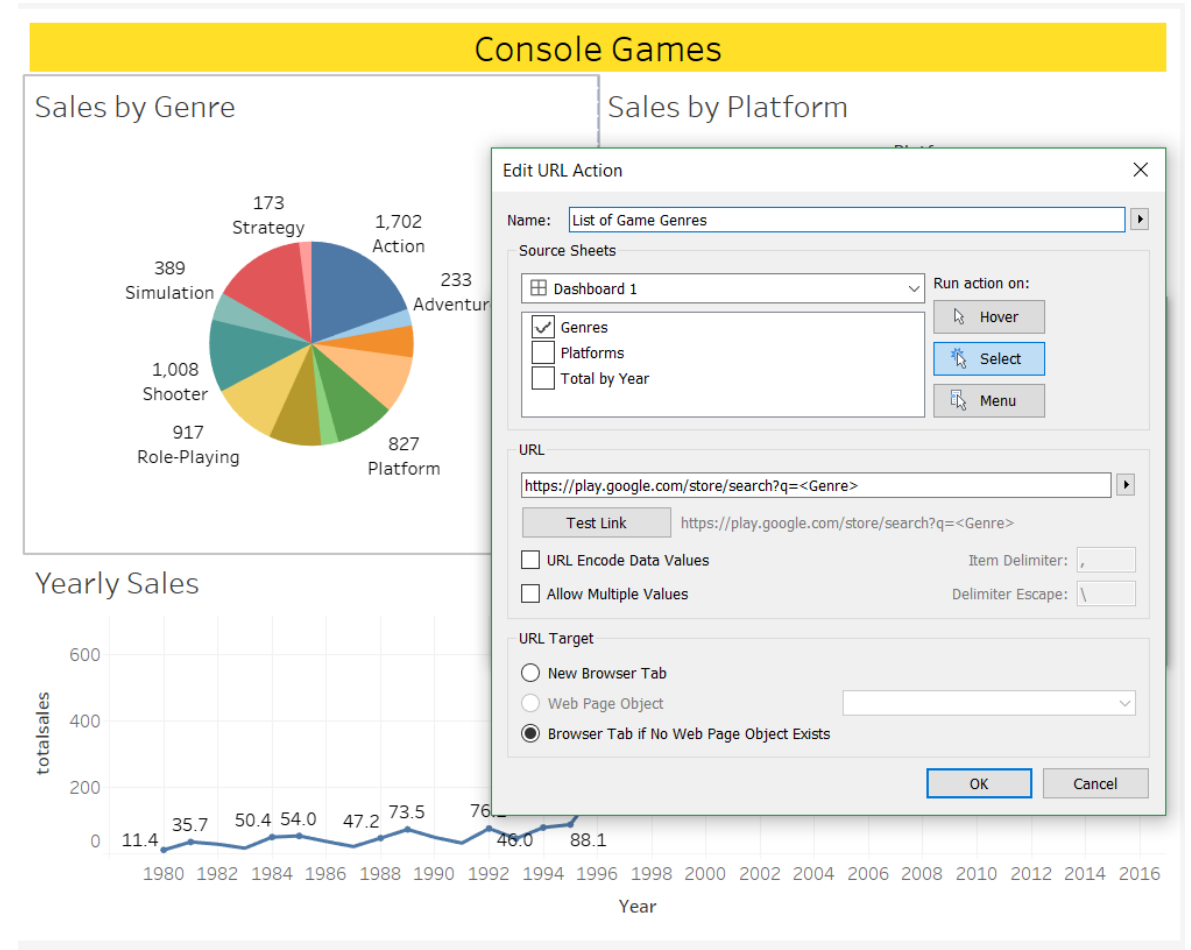 Console Games
Sales by Genre
Sales by Platform
173
Strategy
1,702
Action
389
Simulation
233
Adventur
1,008
Shooter
917
Role-Playing
827
Platform
Edit URL Action
Name: List of Game Genres
Source Sheets
Dashboard 1
Run action on:
Genres
Platforms
Total by Year
Hover
Select
Menu
URL
https://play.google.com/store/search?q=<Genre>
Test Link https://play.google.com/store/search?q=<Genre>
URL Encode Data Values Item Delimiter: ,
Allow Multiple Values Delimiter Escape: \
URL Target
New Browser Tab
Web Page Object
Browser Tab if No Web Page Object Exists
OK Cancel
Yearly Sales
totalsales
600
400
200
0
11.4 35.7 50.4 54.0 47.2 73.5 46.0 88.1
1980 1982 1984 1986 1988 1990 1992 1994 1996 1998 2000 2002 2004 2006 2008 2010 2012 2014 2016
Year